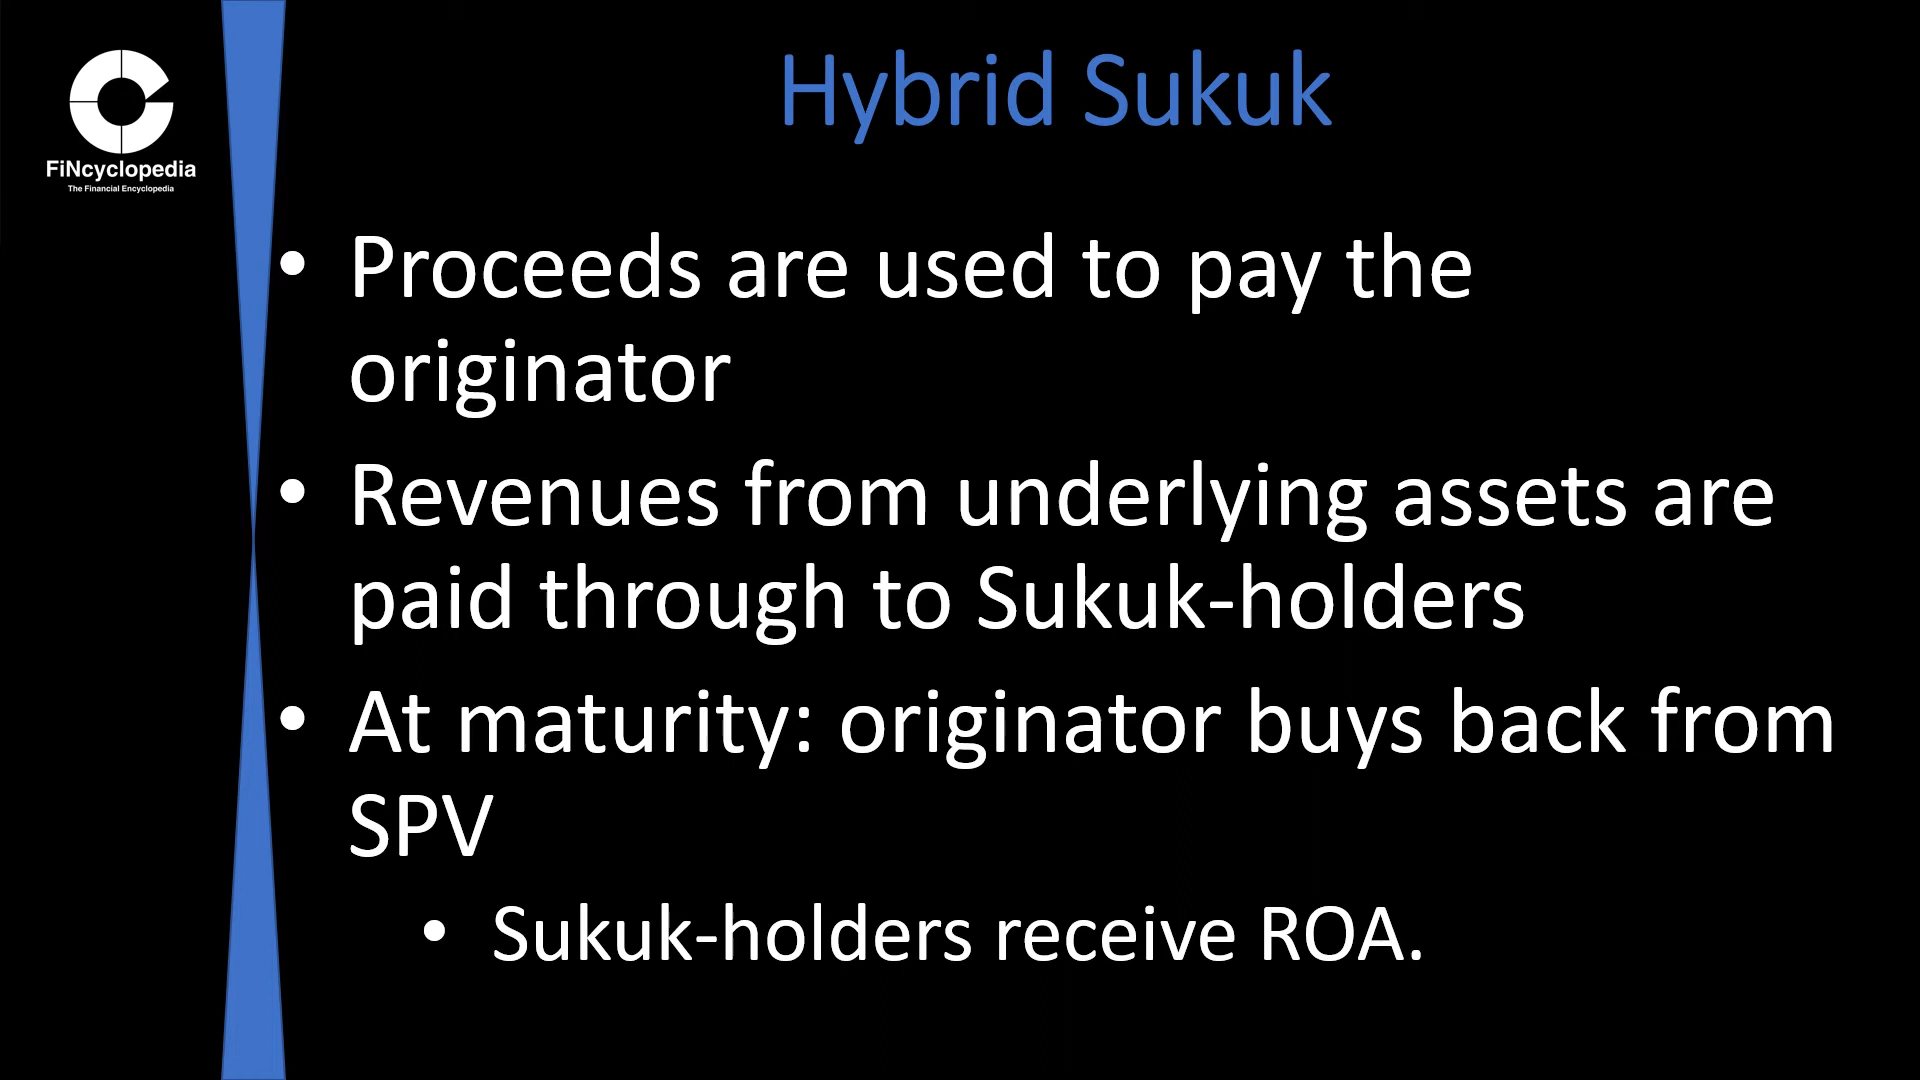 FiNcyclopedia
The Financial Encyclopedia
Hybrid Sukuk
• Proceeds are used to pay the
originator
• Revenues from underlying assets are
paid through to Sukuk-holders
• At maturity: originator buys back from
SPV
• Sukuk-holders receive ROA.